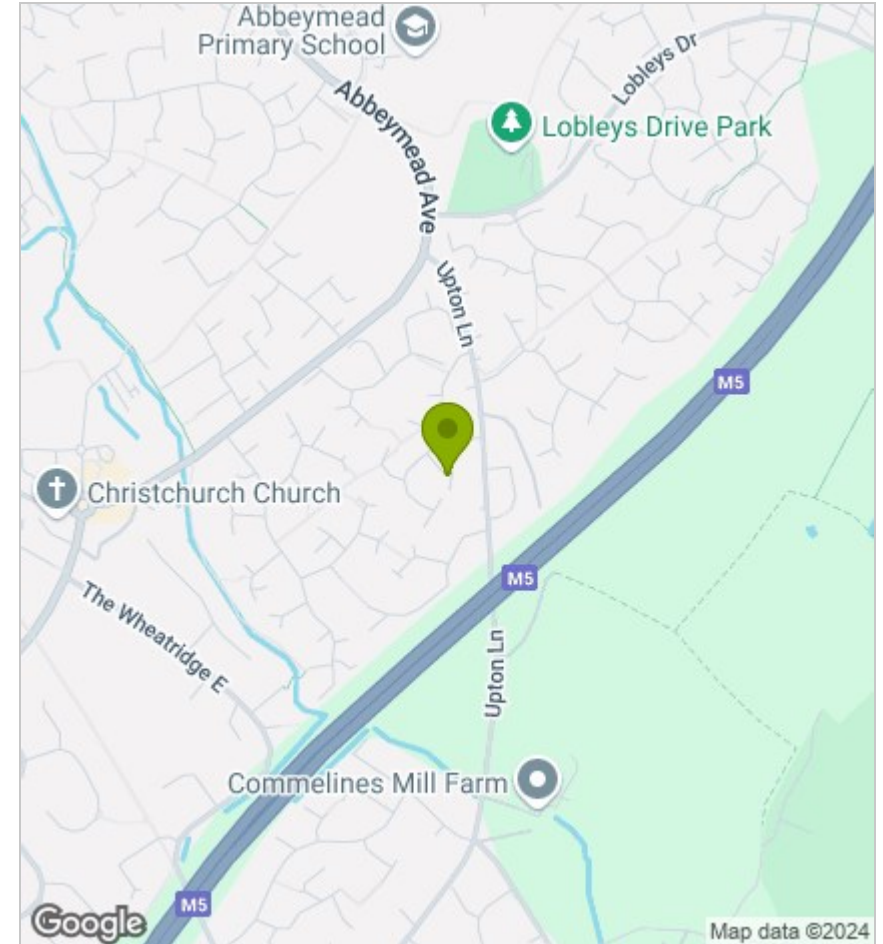 Abbeymead
Primary School
Lobleys Dr
Abbeymead Ave
Lobleys Drive Park
Upton Ln
M5
Christchurch Church
M5
The Wheatridge E
Upton Ln
Commelines Mill Farm
M5
Google
Map data ©2024